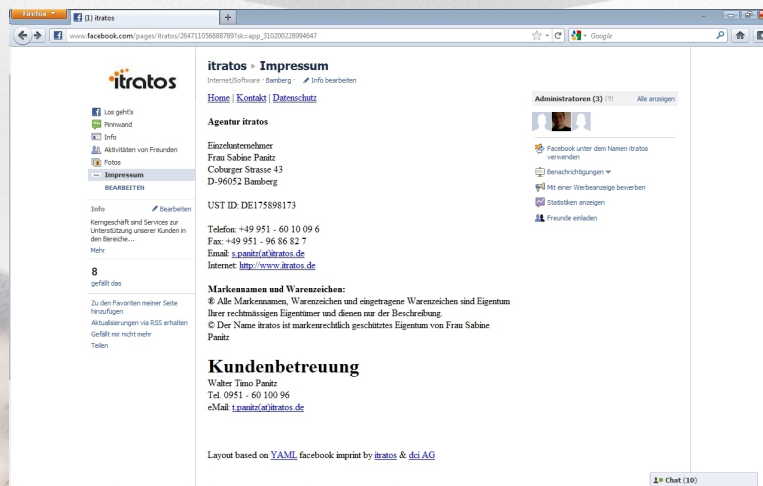 Firefox
(1) itratos
+
www.facebook.com/pages/itratos/264711056888789?sk=app_310200228994647
Google
itratos
Los geht's
Pinnwand
Info
Aktivitäten von Freunden
Fotos
Impressum
BEARBEITEN
Info
Bearbeiten
Kerngeschäft sind Services zur
Unterstützung unserer Kunden in
den Bereiche...
Mehr
8
gefällt das
Zu den Favoriten meiner Seite
hinzufügen
Aktualisierungen via RSS erhalten
Gefällt mir nicht mehr
Teilen
itratos ▸ Impressum
Internet/Software · Bamberg · Info bearbeiten
Home | Kontakt | Datenschutz
Agentur itratos
Einzelunternehmer
Frau Sabine Panitz
Coburger Strasse 43
D-96052 Bamberg
UST ID: DE175898173
Telefon: +49 951 - 60 10 09 6
Fax: +49 951 - 96 86 82 7
Email: s.panitz(at)itratos.de
Internet: http://www.itratos.de
Markennamen und Warenzeichen:
® Alle Markennamen, Warenzeichen und eingetragene Warenzeichen sind Eigentum
Ihrer rechtmässigen Eigentümer und dienen nur der Beschreibung.
© Der Name itratos ist markenrechtlich geschütztes Eigentum von Frau Sabine
Panitz
Kundenbetreuung
Walter Timo Panitz
Tel. 0951 - 60 100 96
eMail: t.panitz(at)itratos.de
Layout based on YAML facebook imprint by itratos & dci AG
Administratoren (3) [?]
Alle anzeigen
Facebook unter dem Namen itratos
verwenden
Benachrichtigungen
Mit einer Werbeanzeige bewerben
Statistiken anzeigen
Freunde einladen
Chat (10)